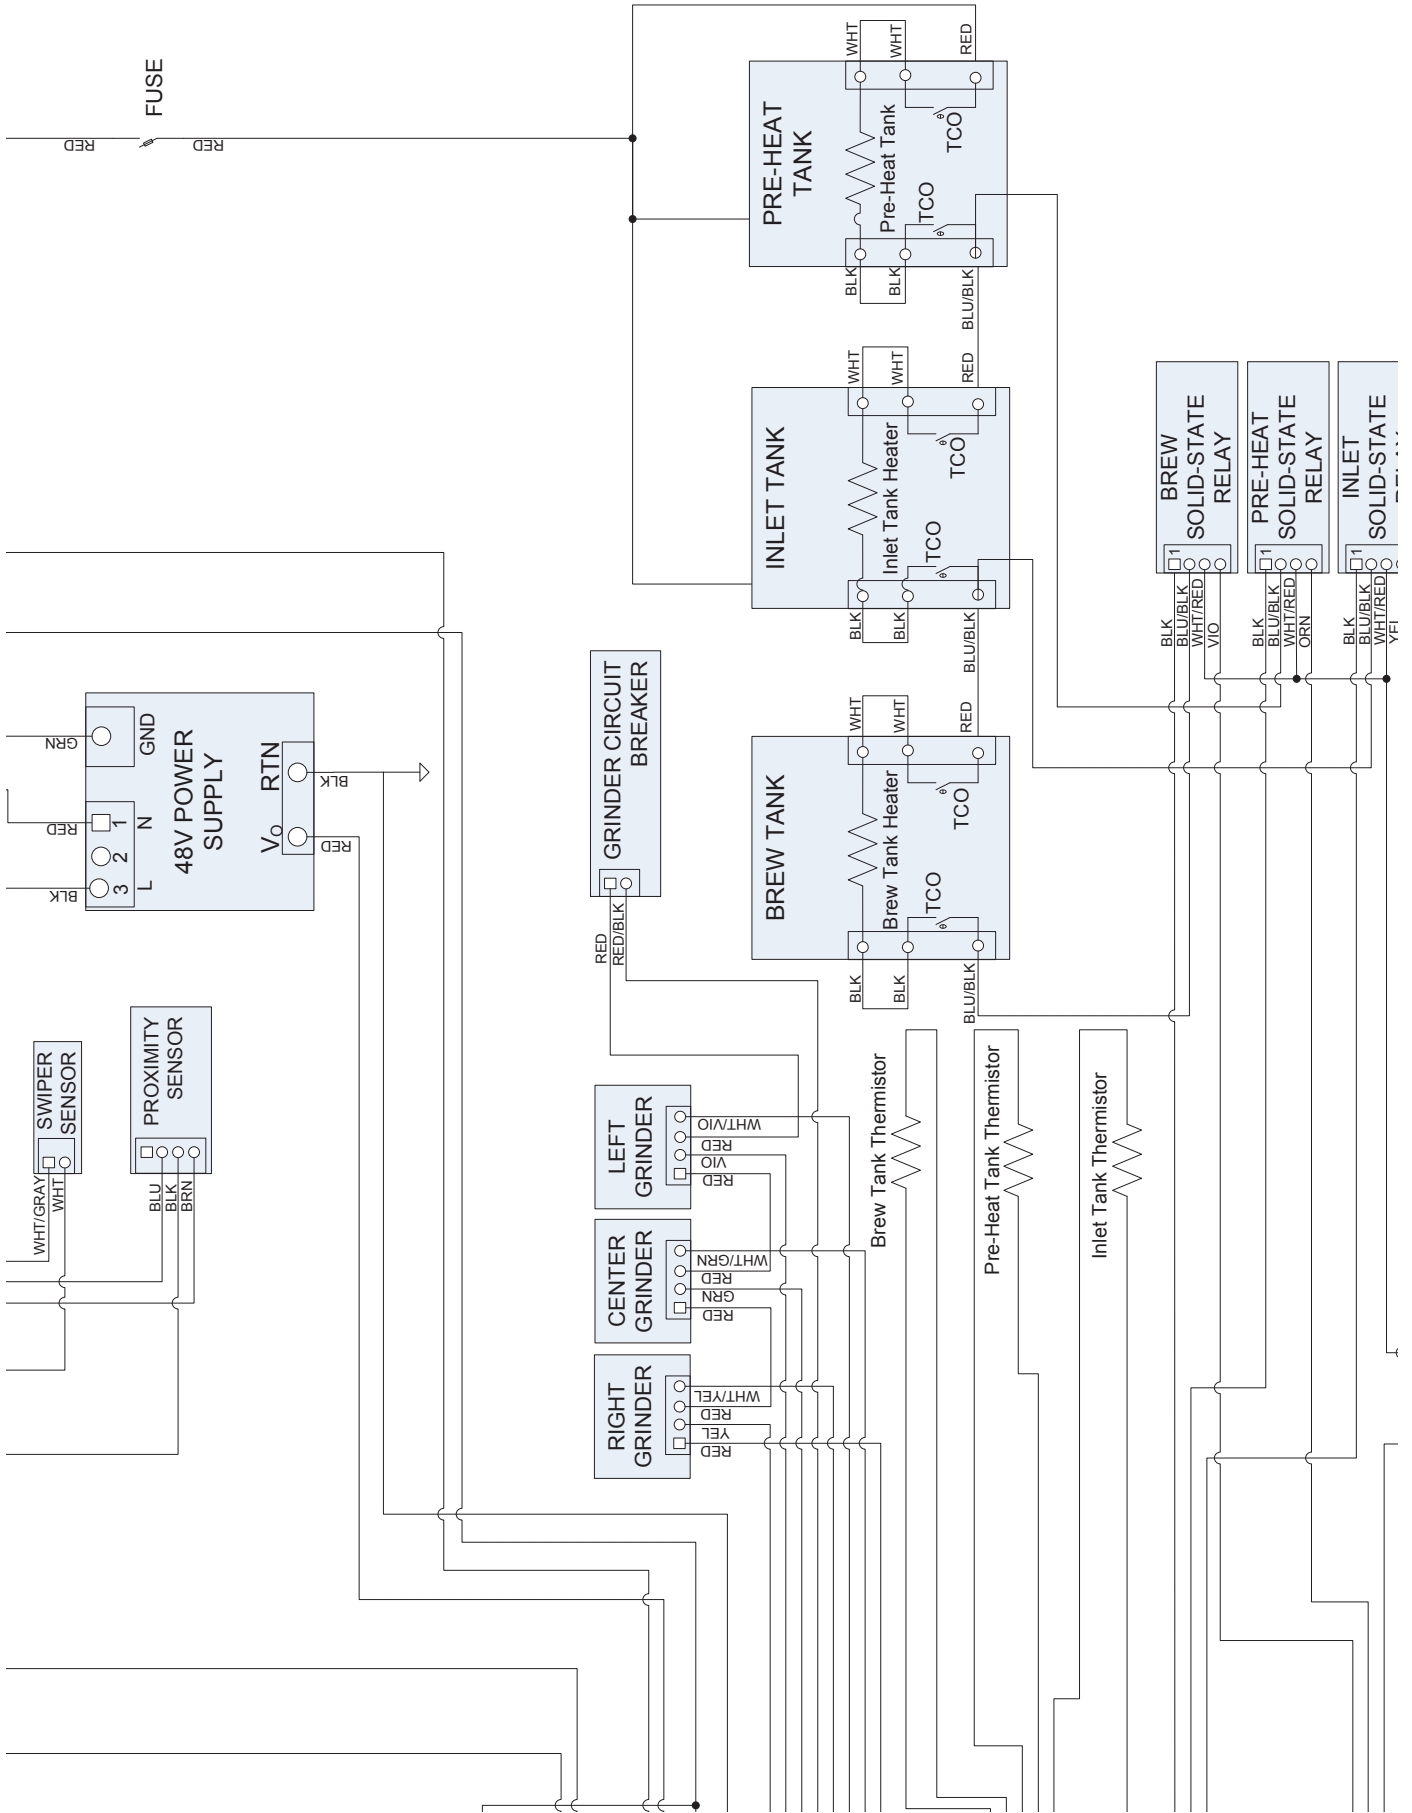 FUSE
RED
RED
PRE-HEAT
TANK
WHT
WHT
RED
Pre-Heat Tank
TCO
TCO
BLK
BLK
BLU/BLK
INLET TANK
WHT
WHT
RED
Inlet Tank Heater
TCO
TCO
BLK
BLK
BLU/BLK
BREW TANK
WHT
WHT
RED
Brew Tank Heater
TCO
TCO
BLK
BLK
BLU/BLK
BREW
SOLID-STATE
RELAY
1
BLK
BLU/BLK
WHT/RED
VIO
PRE-HEAT
SOLID-STATE
RELAY
1
BLK
BLU/BLK
WHT/RED
ORN
INLET
SOLID-STATE
1
BLK
BLU/BLK
WHT/RED
YEL
48V POWER
SUPPLY
GND
GRN
1
N
RED
2
3
L
BLK
RTN
BLK
Vo
RED
GRINDER CIRCUIT
BREAKER
RED
RED/BLK
SWIPER
SENSOR
WHT/GRAY
WHT
PROXIMITY
SENSOR
BLU
BLK
BRN
LEFT
GRINDER
WHT/VIO
RED
VIO
RED
CENTER
GRINDER
WHT/GRN
RED
GRN
RED
RIGHT
GRINDER
WHT/YEL
RED
YEL
RED
Brew Tank Thermistor
Pre-Heat Tank Thermistor
Inlet Tank Thermistor